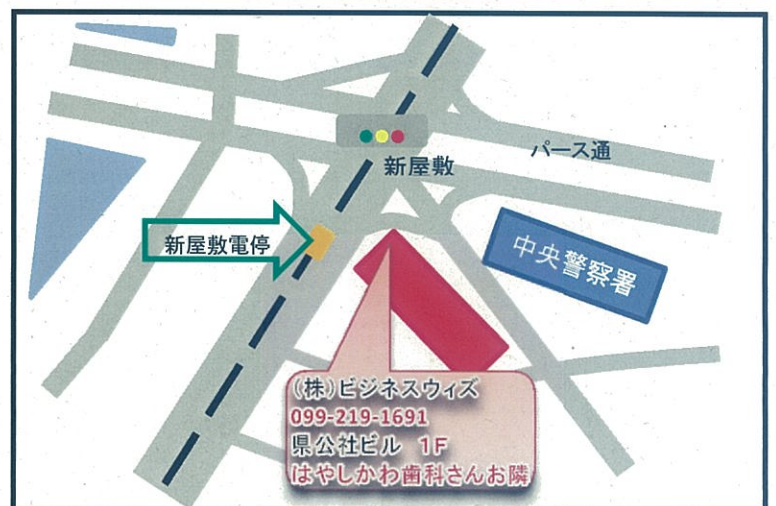 パース通
新屋敷
新屋敷電停
中央警察署
(株)ビジネスウィズ
099-219-1691
県公社ビル 1F
はやしかわ歯科さんお隣